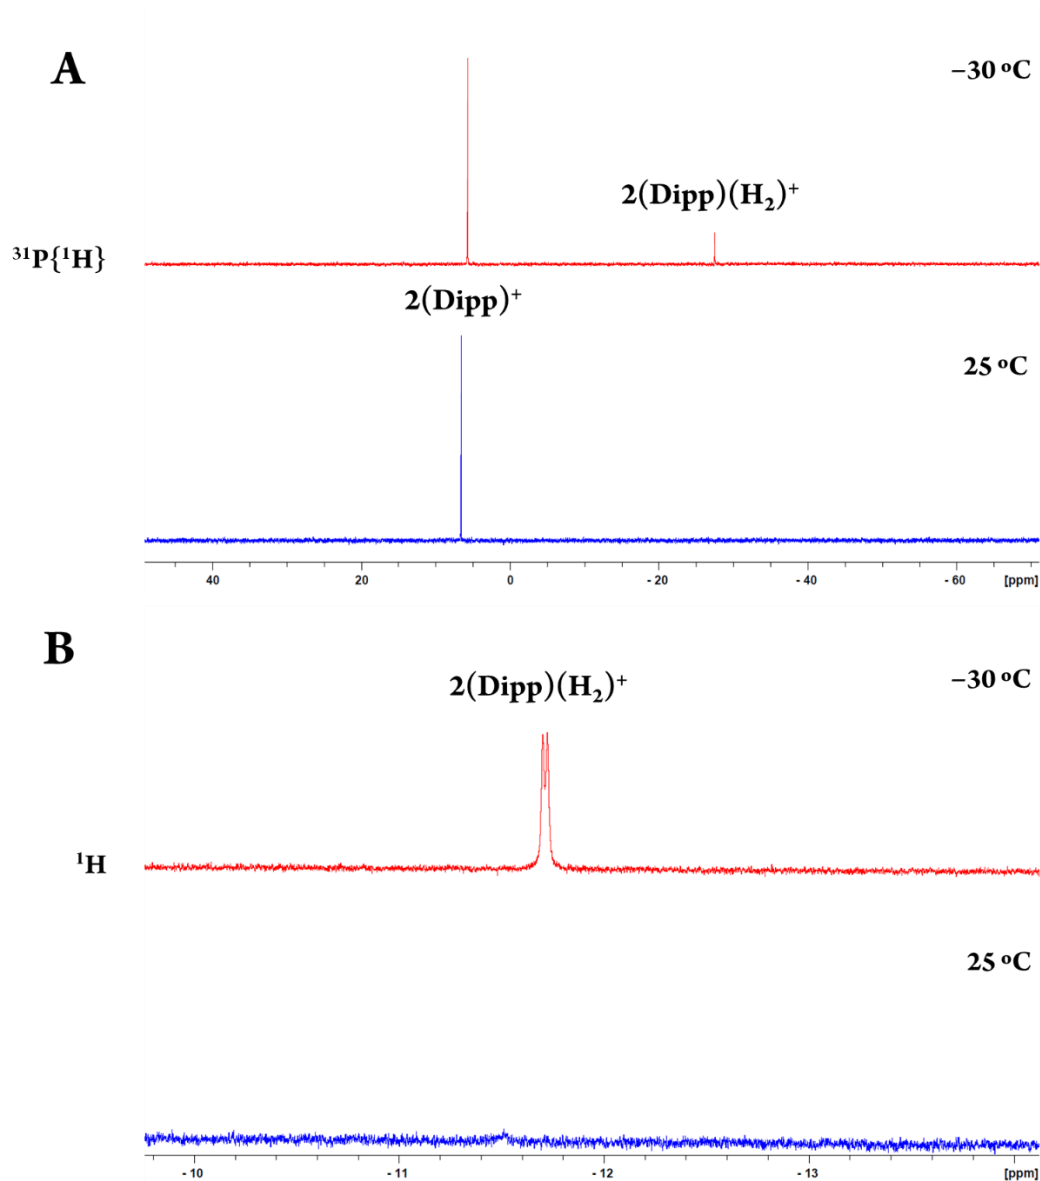 A
−30 °C
2(Dipp)(H₂)⁺
³¹P{¹H}
2(Dipp)⁺
25 °C
40 20 0 - 20 - 40 - 60 [ppm]
B
2(Dipp)(H₂)⁺
−30 °C
¹H
25 °C
- 10 - 11 - 12 - 13 [ppm]